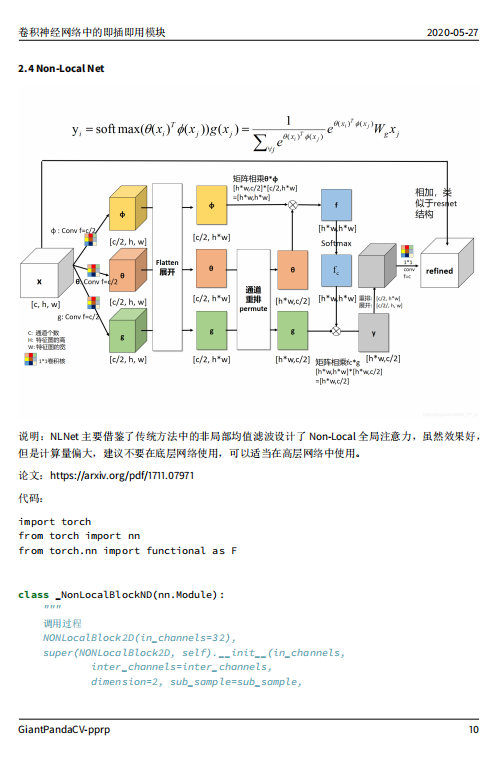 卷积神经网络中的即插即用模块 2020-05-27
2.4 Non-Local Net
y_i = soft max(θ(x_i)^T ϕ(x_j))g(x_j) = 1 / ∑_∀j e^{θ(x_i)^T ϕ(x_j)} e^{θ(x_i)^T ϕ(x_j)} W_g x_j
矩阵相乘θ*ϕ
[h*w,c/2]*[c/2,h*w]
=[h*w,h*w]
相加，类
似于resnet
结构
ϕ
ϕ
f
ϕ : Conv f=c/2
[c/2, h, w]
[c/2, h*w]
[h*w,h*w]
Softmax
Flatten
展开
x
θ: Conv f=c/2
θ
θ
θ
f_c
1*1
conv
f=c
refined
[c, h, w]
[c/2, h, w]
[c/2, h*w]
通道
重排
permute
[h*w,c/2]
[h*w,h*w]
重排: [c/2, h*w]
展开: [c/2, h, w]
g: Conv f=c/2
g
g
g
y
C: 通道个数
H: 特征图的高
W: 特征图的宽
1*1卷积核
[c/2, h, w]
[c/2, h*w]
[h*w,c/2]
矩阵相乘fc*g
[h*w,h*w]*[h*w,c/2]
=[h*w,c/2]
[h*w,c/2]
说明：NLNet 主要借鉴了传统方法中的非局部均值滤波设计了 Non-Local 全局注意力，虽然效果好，
但是计算量偏大，建议不要在底层网络使用，可以适当在高层网络中使用。
论文：https://arxiv.org/pdf/1711.07971
代码：
import torch
from torch import nn
from torch.nn import functional as F
class _NonLocalBlockND(nn.Module):
"""
调用过程
NONLocalBlock2D(in_channels=32),
super(NONLocalBlock2D, self).__init__(in_channels,
inter_channels=inter_channels,
dimension=2, sub_sample=sub_sample,
GiantPandaCV-pprp 10